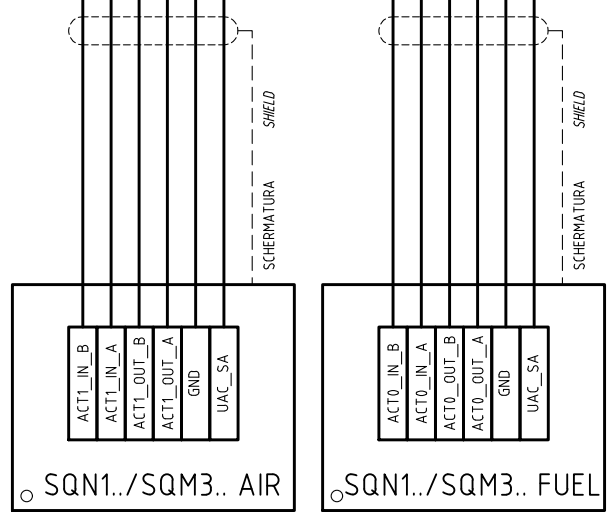 SHIELD
SCHERMATURA
ACT1_IN_B
ACT1_IN_A
ACT1_OUT_B
ACT1_OUT_A
GND
UAC_SA
SQN1../SQM3.. AIR
SHIELD
SCHERMATURA
ACT0_IN_B
ACT0_IN_A
ACT0_OUT_B
ACT0_OUT_A
GND
UAC_SA
SQN1../SQM3.. FUEL